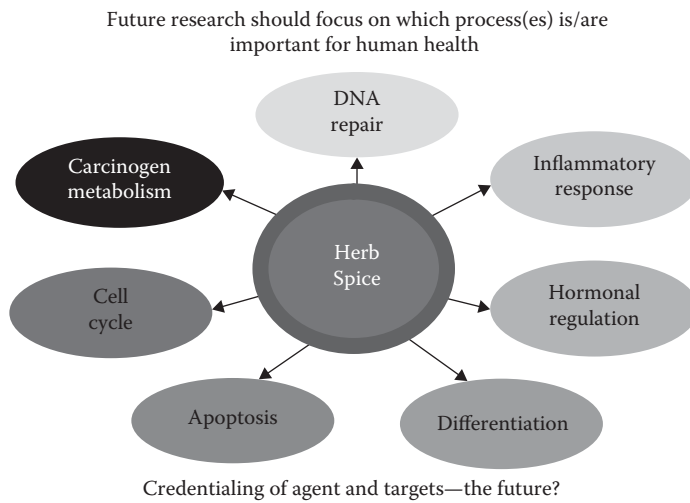 Future research should focus on which process(es) is/are
important for human health
DNA
repair
Carcinogen
metabolism
Inflammatory
response
Herb
Spice
Cell
cycle
Hormonal
regulation
Apoptosis
Differentiation
Credentialing of agent and targets—the future?